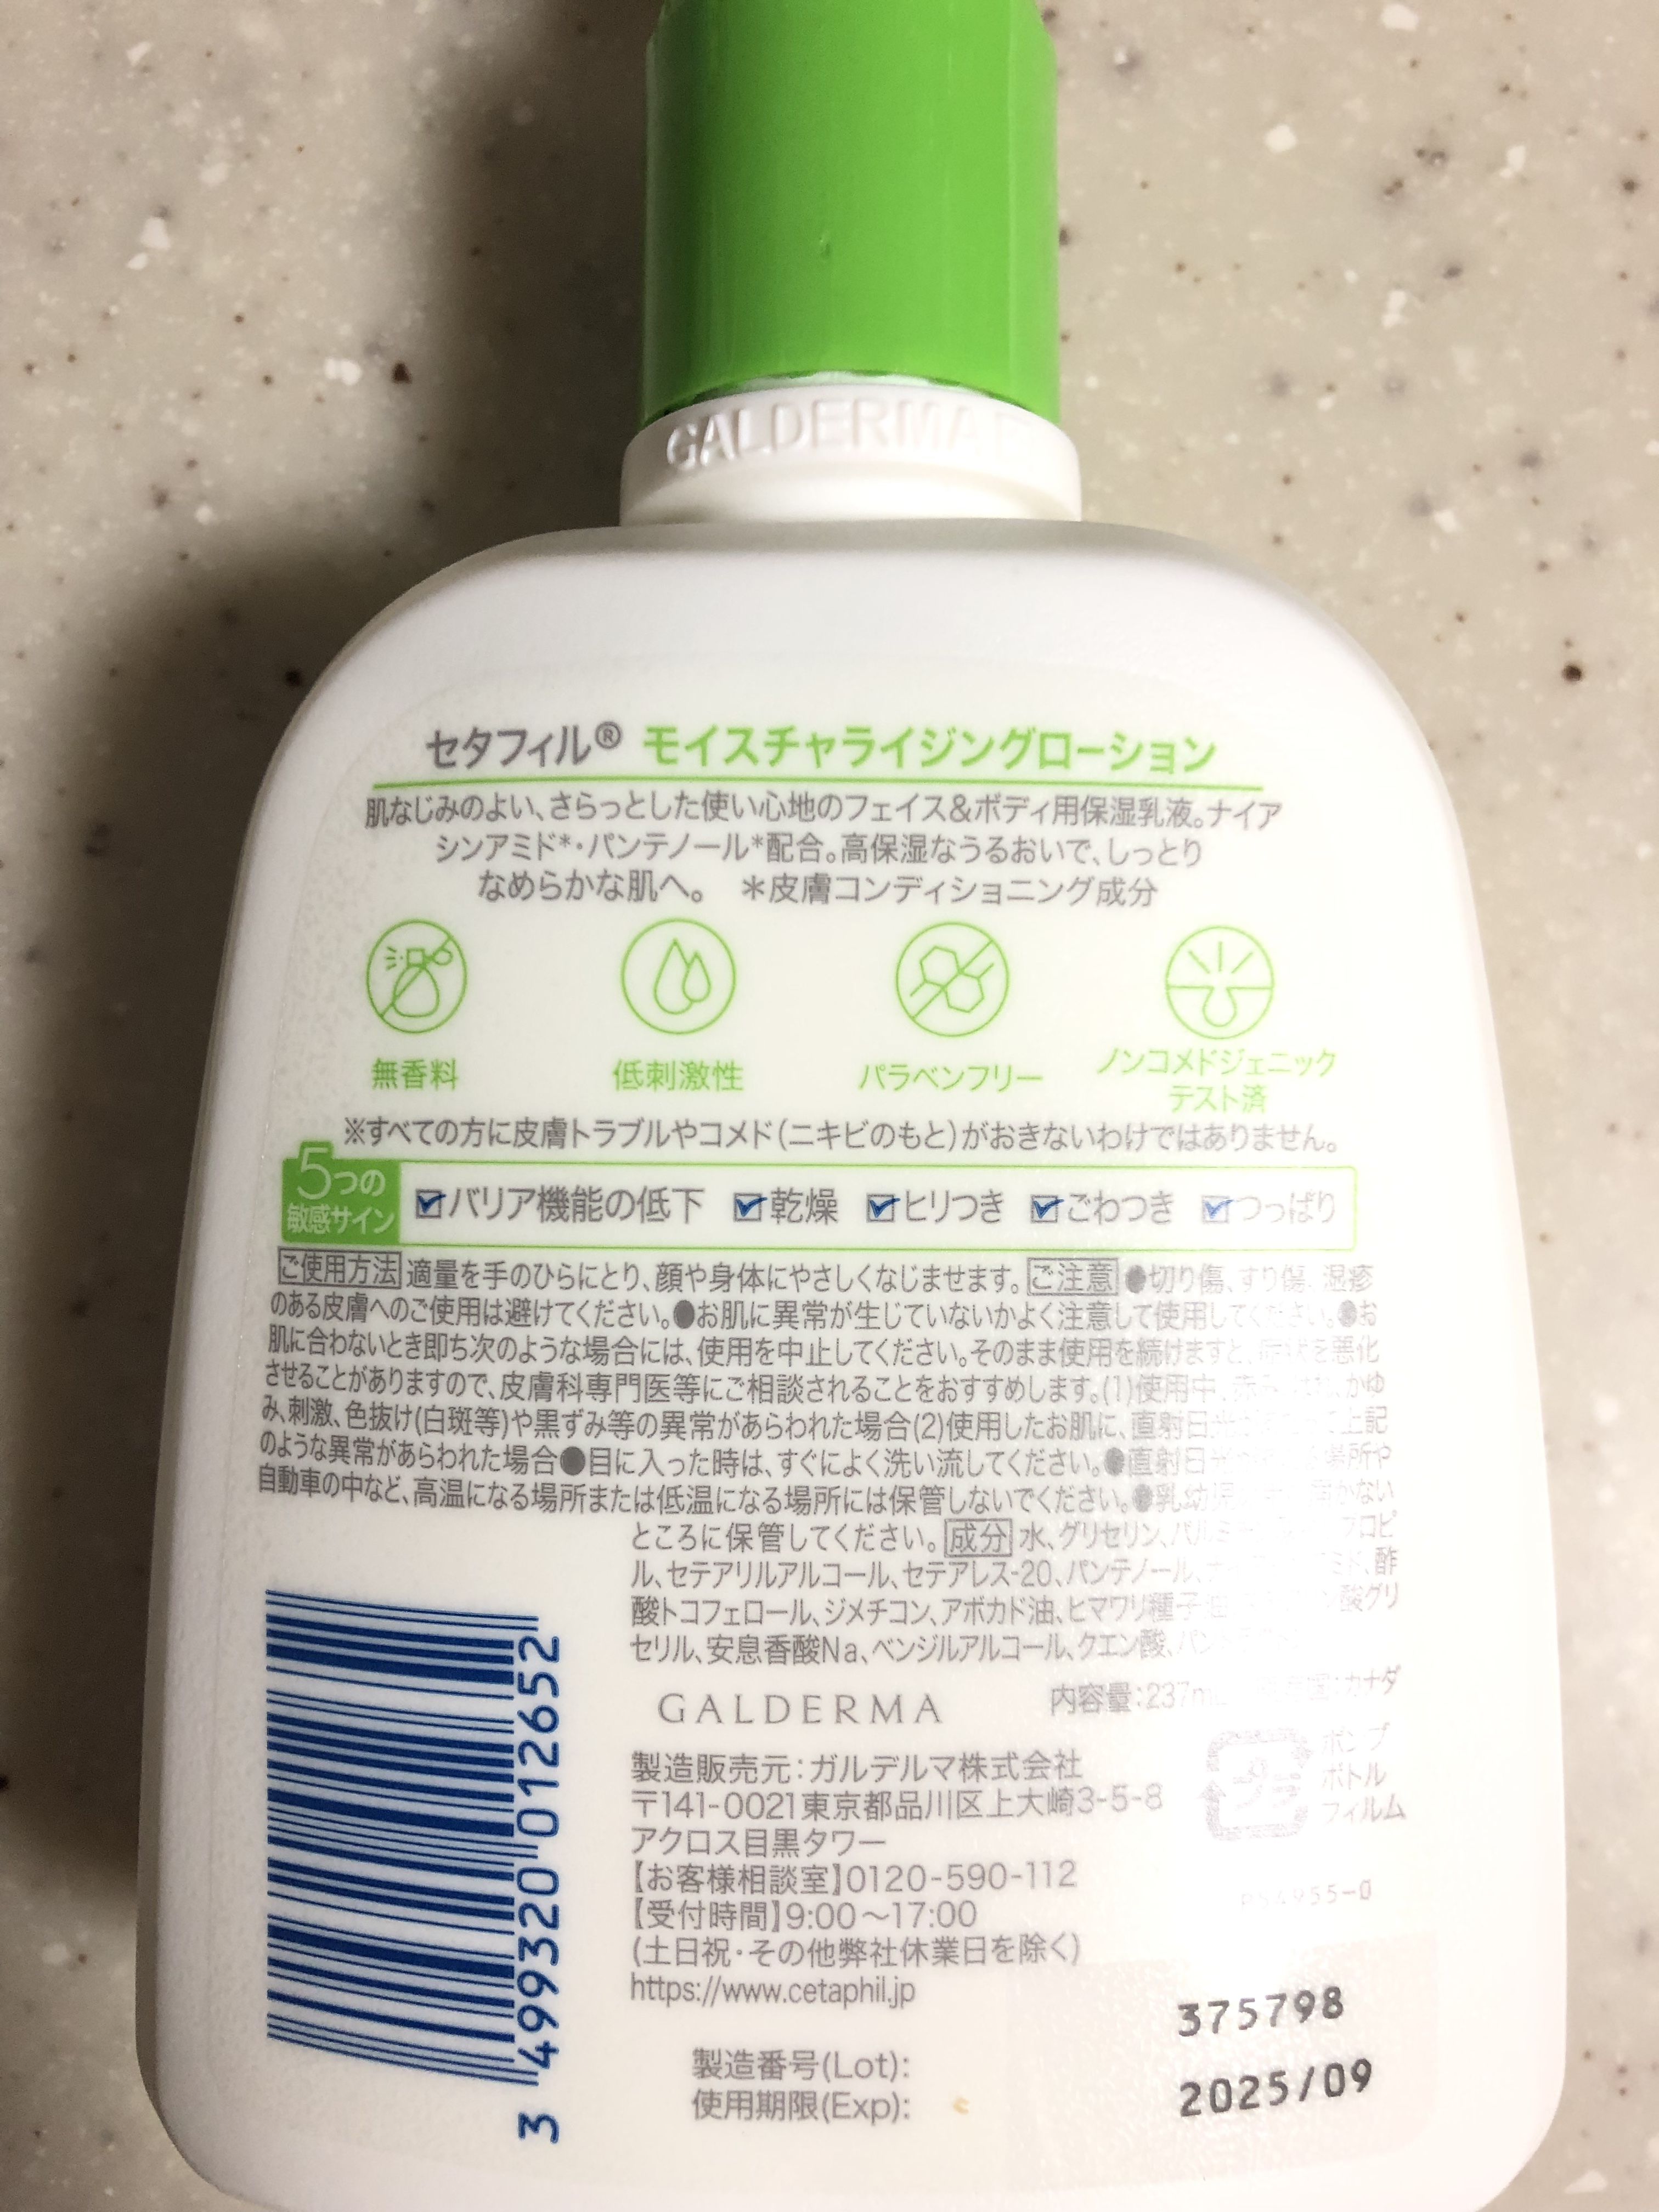 GALDERMA
セタフィル® モイスチャライジングローション
肌なじみのよい、さらっとした使い心地のフェイス&ボディ用保湿乳液。ナイア
シンアミド*・パンテノール*配合。高保湿なうるおいで、しっとり
なめらかな肌へ。 *皮膚コンディショニング成分
無香料 低刺激性 パラベンフリー ノンコメドジェニック
テスト済
※すべての方に皮膚トラブルやコメド(ニキビのもと)がおきないわけではありません。
5つの
敏感サイン
バリア機能の低下 乾燥 ヒリつき ごわつき つっぱり
ご使用方法 適量を手のひらにとり、顔や身体にやさしくなじませます。 ご注意 ●切り傷、すり傷、湿疹
のある皮膚へのご使用は避けてください。●お肌に異常が生じていないかよく注意して使用してください。●お
肌に合わないとき即ち次のような場合には、使用を中止してください。そのまま使用を続けますと、症状を悪化
させることがありますので、皮膚科専門医等にご相談されることをおすすめします。(1)使用中、かゆ
み、刺激、色抜け(白斑等)や黒ずみ等の異常があらわれた場合(2)使用したお肌に、直射日 上記
のような異常があらわれた場合●目に入った時は、すぐによく洗い流してください。●直射日 場所や
自動車の中など、高温になる場所または低温になる場所には保管しないでください。●乳幼児 届かない
ところに保管してください。 成分 水、グリセリン、 プロピ
ル、セテアリルアルコール、セテアレス-20、パンテノール、 ミド、酢
酸トコフェロール、ジメチコン、アボカド油、ヒマワリ種子油 酸グリ
セリル、安息香酸Na、ベンジルアルコール、クエン酸、
GALDERMA 内容量:237mL :カナダ
製造販売元:ガルデルマ株式会社
〒141-0021東京都品川区上大崎3-5-8
アクロス目黒タワー
【お客様相談室】0120-590-112
【受付時間】9:00〜17:00
(土日祝・その他弊社休業日を除く)
https://www.cetaphil.jp
プラ
ポンプ
ボトル
フィルム
P54955-0
製造番号(Lot): 375798
使用期限(Exp): 2025/09
3 499320 012652